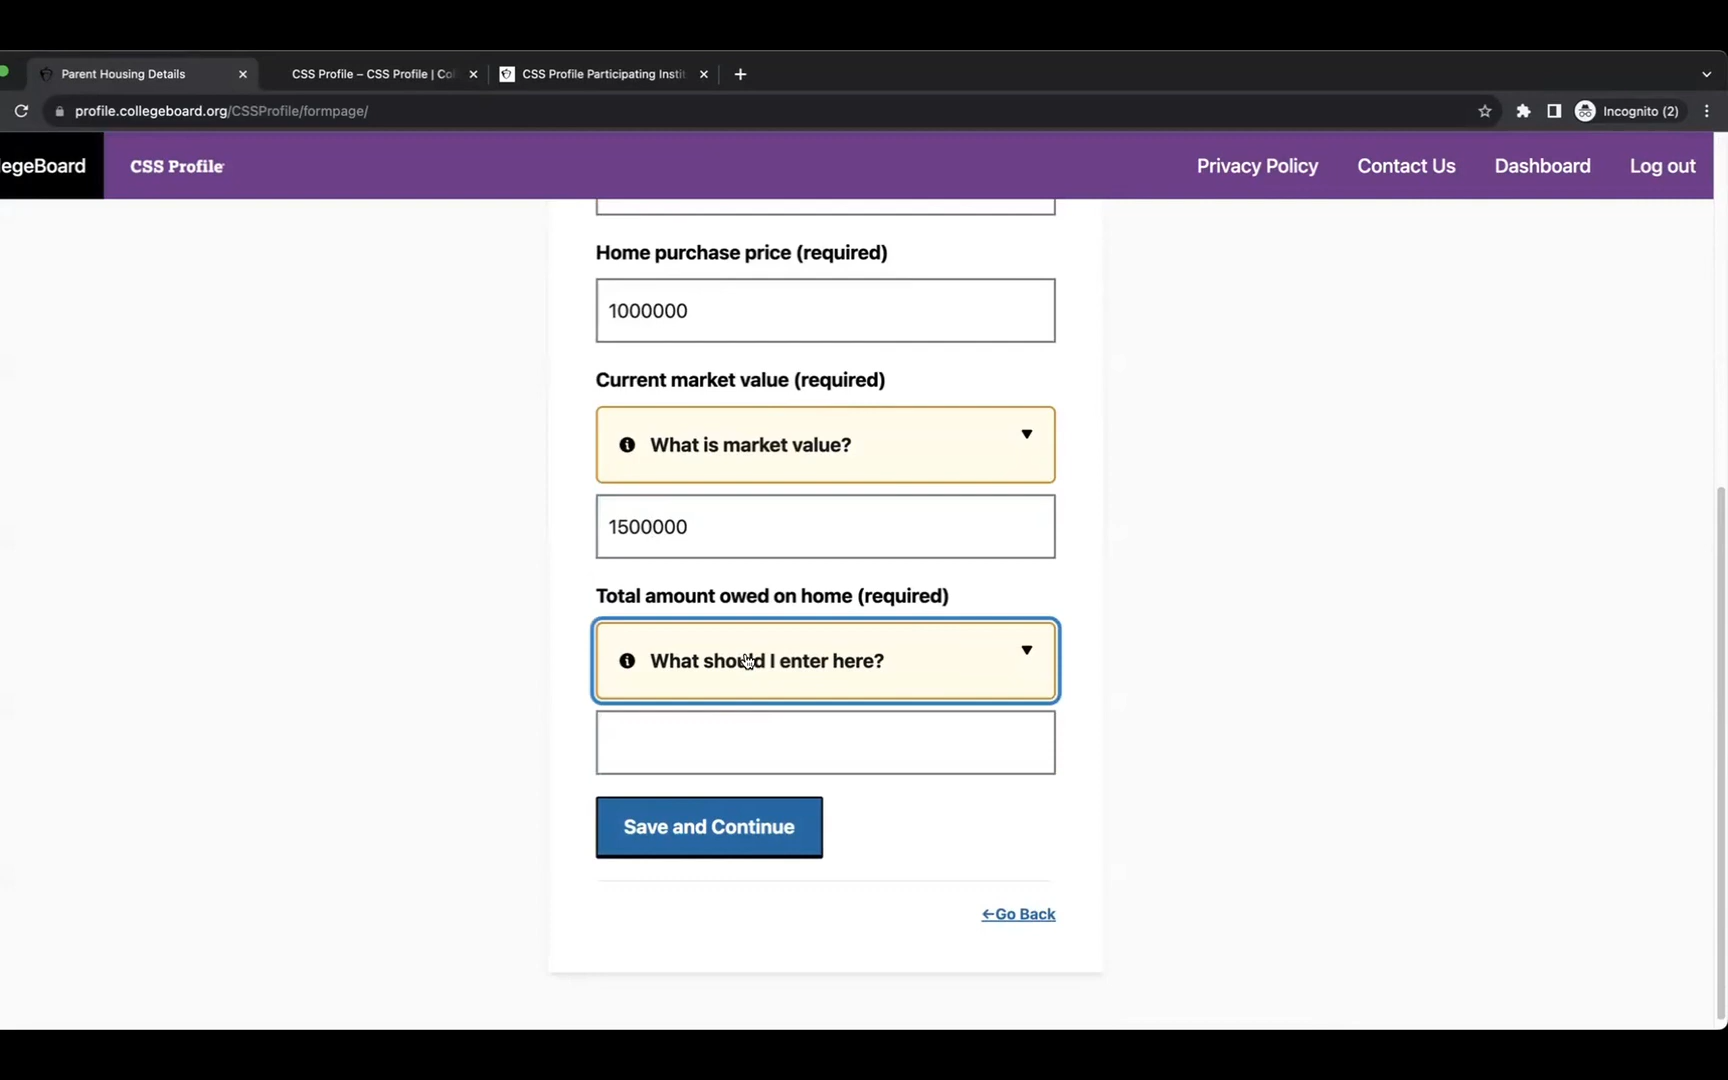 Parent Housing Details
CSS Profile – CSS Profile | Co
CSS Profile Participating Instit
profile.collegeboard.org/CSSProfile/formpage/
Incognito (2)
legeBoard
CSS Profile
Privacy Policy
Contact Us
Dashboard
Log out
Home purchase price (required)
1000000
Current market value (required)
What is market value?
1500000
Total amount owed on home (required)
What should I enter here?
Save and Continue
←Go Back